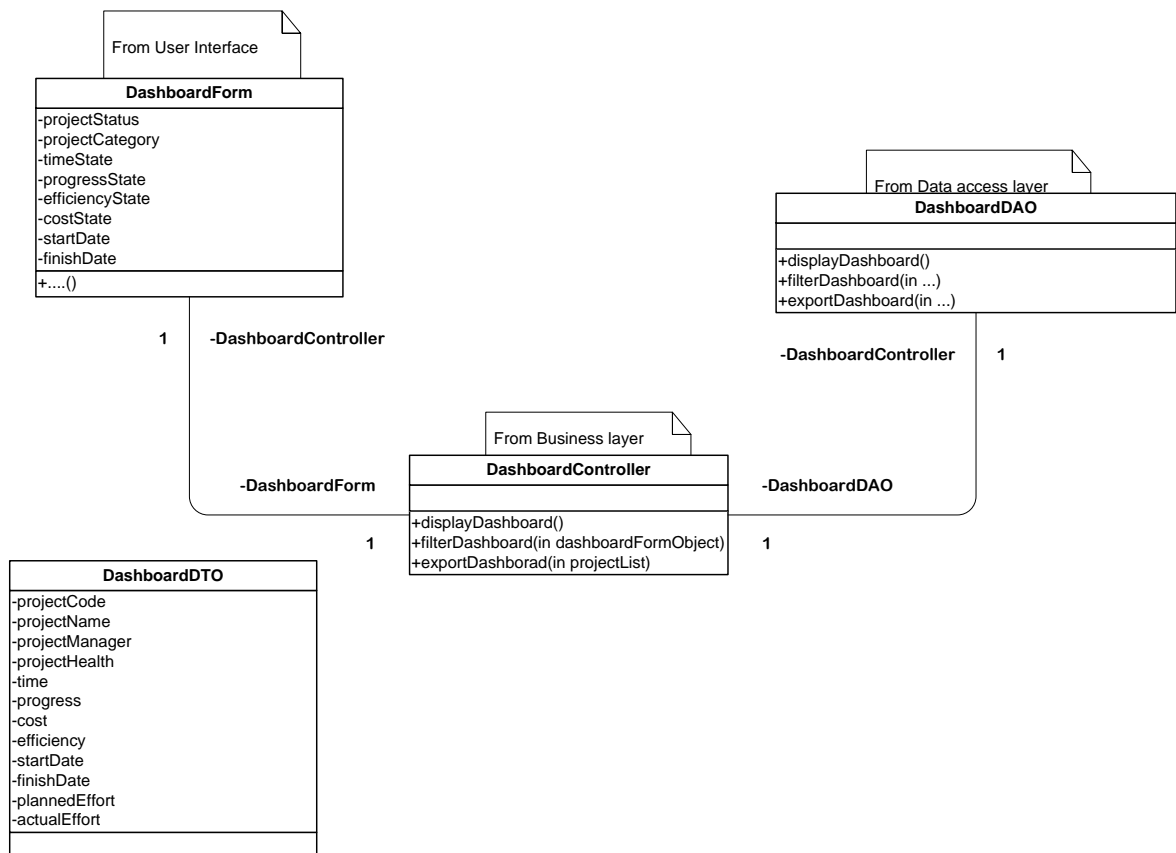 From User Interface
DashboardForm
-projectStatus
-projectCategory
-timeState
-progressState
-efficiencyState
-costState
-startDate
-finishDate
+....()
From Data access layer
DashboardDAO
+displayDashboard()
+filterDashboard(in ...)
+exportDashboard(in ...)
1
-DashboardController
-DashboardController
1
From Business layer
DashboardController
+displayDashboard()
+filterDashboard(in dashboardFormObject)
+exportDashborad(in projectList)
-DashboardForm
1
-DashboardDAO
1
DashboardDTO
-projectCode
-projectName
-projectManager
-projectHealth
-time
-progress
-cost
-efficiency
-startDate
-finishDate
-plannedEffort
-actualEffort